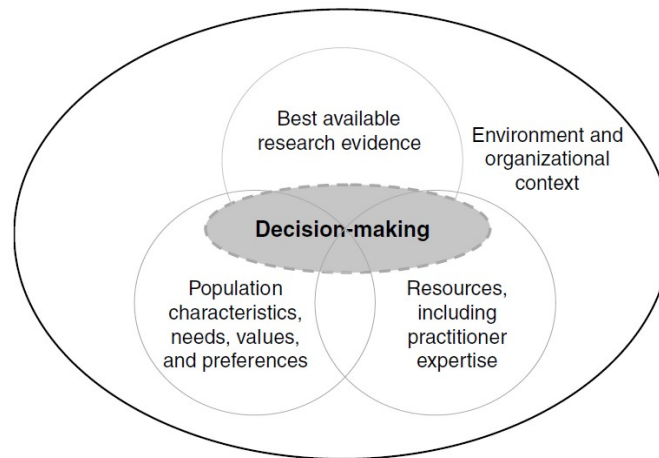 Best available
research evidence
Environment and
organizational
context
Decision-making
Population
characteristics,
needs, values,
and preferences
Resources,
including
practitioner
expertise